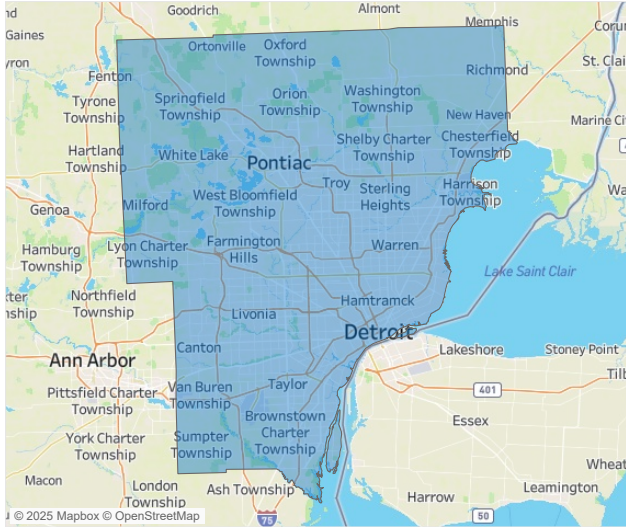 Goodrich
Almont
Memphis
Gaines
Ortonville
Oxford
Township
Richmond
St. Clai
Fenton
Tyrone
Township
Springfield
Township
Orion
Township
Washington
Township
New Haven
Marine Cit
Hartland
Township
White Lake
Pontiac
Shelby Charter
Township
Chesterfield
Township
Troy
Sterling
Heights
Harrison
Township
Genoa
Milford
West Bloomfield
Township
Hamburg
Township
Lyon Charter
Township
Farmington
Hills
Warren
Lake Saint Clair
Northfield
Township
Livonia
Hamtramck
Detroit
Ann Arbor
Canton
Lakeshore
Stoney Point
Pittsfield Charter
Township
Van Buren
Township
Taylor
401
Essex
York Charter
Township
Sumpter
Township
Brownstown
Charter
Township
Macon
London
Township
Ash Township
Harrow
Leamington
75
50
© 2025 Mapbox © OpenStreetMap